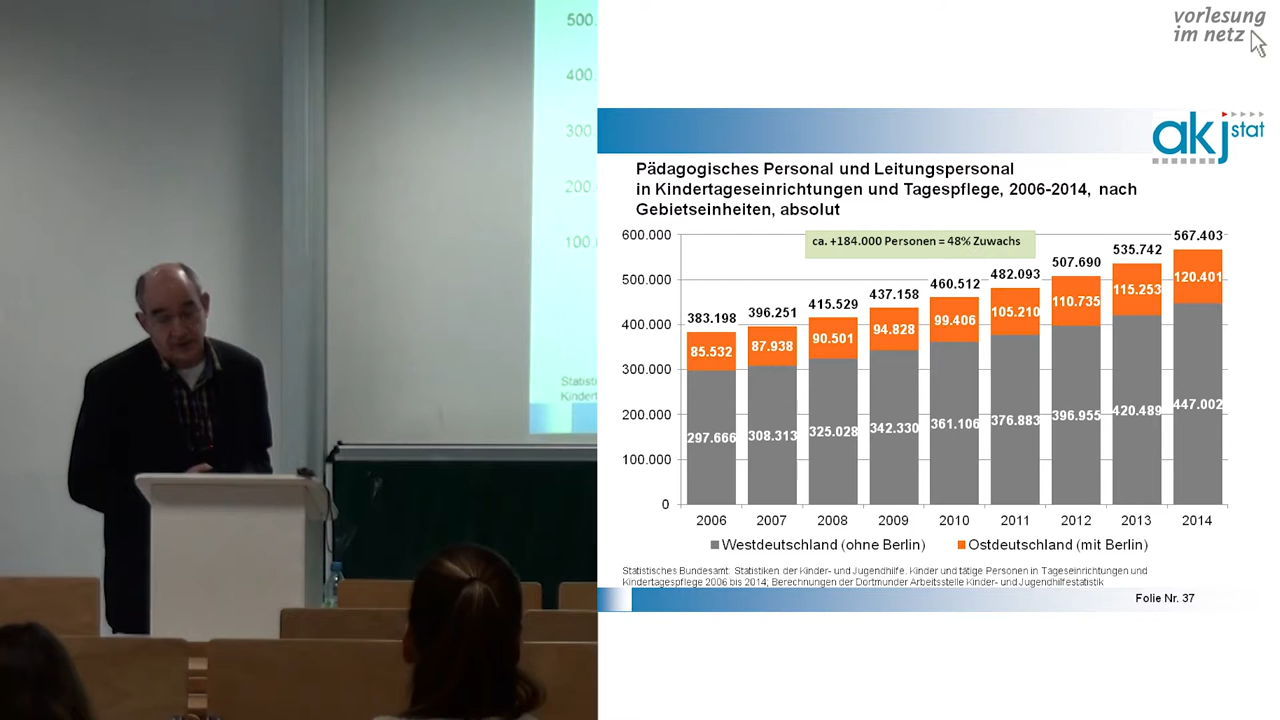 vorlesung
im netz
500.
400.
300.
200.
100.
Statisti
Kindert
akj stat
Pädagogisches Personal und Leitungspersonal
in Kindertageseinrichtungen und Tagespflege, 2006-2014, nach
Gebietseinheiten, absolut
ca. +184.000 Personen = 48% Zuwachs
600.000
500.000
400.000
300.000
200.000
100.000
0
383.198 396.251 415.529 437.158 460.512 482.093 507.690 535.742 567.403
85.532 87.938 90.501 94.828 99.406 105.210 110.735 115.253 120.401
297.666 308.313 325.028 342.330 361.106 376.883 396.955 420.489 447.002
2006 2007 2008 2009 2010 2011 2012 2013 2014
Westdeutschland (ohne Berlin) Ostdeutschland (mit Berlin)
Statistisches Bundesamt: Statistiken der Kinder- und Jugendhilfe. Kinder und tätige Personen in Tageseinrichtungen und
Kindertagespflege 2006 bis 2014; Berechnungen der Dortmunder Arbeitsstelle Kinder- und Jugendhilfestatistik
Folie Nr. 37